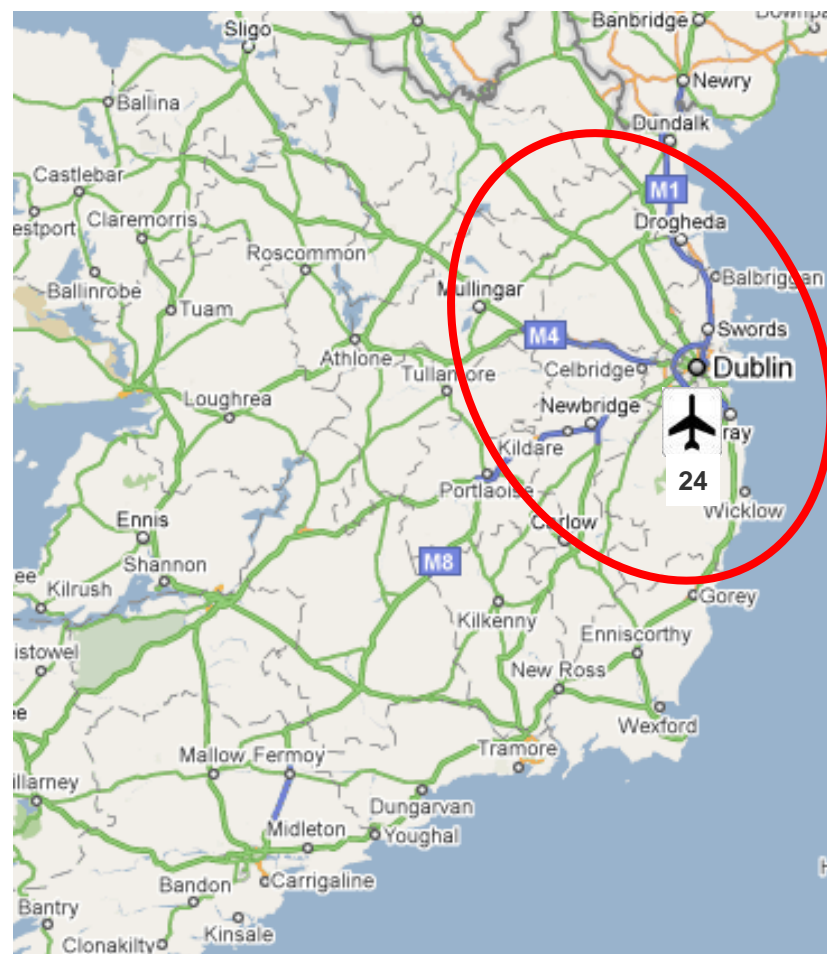 Sligo
Banbridge
Newry
Ballina
Dundalk
Castlebar
M1
estport
Claremorris
Drogheda
Roscommon
Ballinrobe
Mullingar
Balbriggan
Tuam
M4
Swords
Athlone
Celbridge
Dublin
Tullamore
Loughrea
Newbridge
ray
Kildare
24
Portlaoise
Wicklow
Ennis
Carlow
Shannon
M8
ee
Kilrush
Gorey
Kilkenny
Enniscorthy
istowel
New Ross
ee
Wexford
Mallow
Fermoy
Tramore
illarney
Dungarvan
Midleton
Youghal
Bandon
Carrigaline
Bantry
Kinsale
Clonakilty